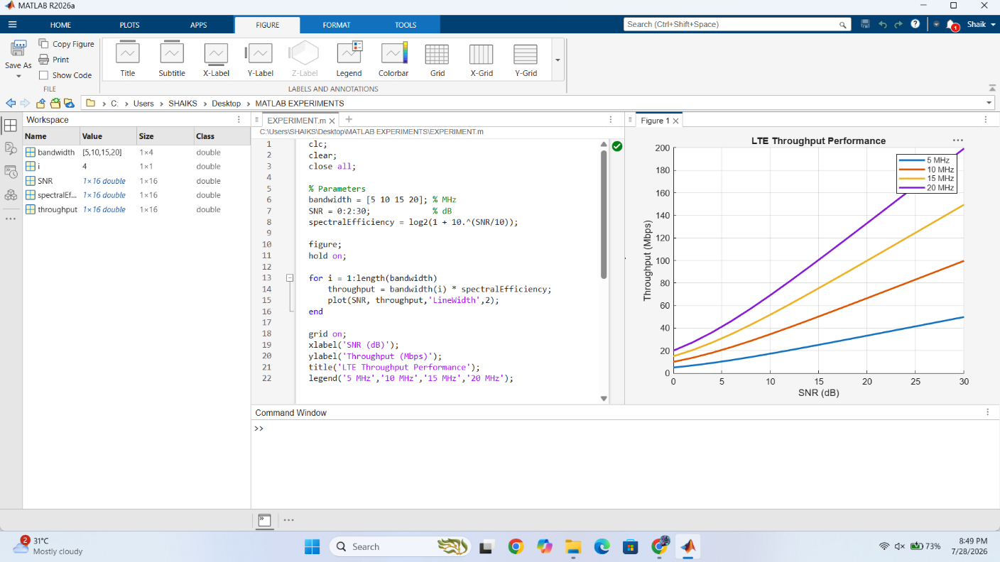 MATLAB R2026a
HOME PLOTS APPS FIGURE FORMAT TOOLS Search (Ctrl+Shift+Space) 1 Shaik
Save As
Copy Figure
Print
Show Code
FILE
Title Subtitle X-Label Y-Label Z-Label Legend Colorbar Grid X-Grid Y-Grid
LABELS AND ANNOTATIONS
C: › Users › SHAIKS › Desktop › MATLAB EXPERIMENTS
Workspace
Name Value Size Class
bandwidth [5,10,15,20] 1×4 double
i 4 1×1 double
SNR 1×16 double 1×16 double
spectralEf... 1×16 double 1×16 double
throughput 1×16 double 1×16 double
EXPERIMENT.m
C:\Users\SHAIKS\Desktop\MATLAB EXPERIMENTS\EXPERIMENT.m
1 clc;
2 clear;
3 close all;
4
5 % Parameters
6 bandwidth = [5 10 15 20]; % MHz
7 SNR = 0:2:30; % dB
8 spectralEfficiency = log2(1 + 10.^(SNR/10));
9
10 figure;
11 hold on;
12
13 for i = 1:length(bandwidth)
14 throughput = bandwidth(i) * spectralEfficiency;
15 plot(SNR, throughput,'LineWidth',2);
16 end
17
18 grid on;
19 xlabel('SNR (dB)');
20 ylabel('Throughput (Mbps)');
21 title('LTE Throughput Performance');
22 legend('5 MHz','10 MHz','15 MHz','20 MHz');
Figure 1
LTE Throughput Performance
200
180
160
140
120
100
80
60
40
20
0
Throughput (Mbps)
5 MHz
10 MHz
15 MHz
20 MHz
0 5 10 15 20 25 30
SNR (dB)
Command Window
>>
2
31°C
Mostly cloudy
Search
73%
8:49 PM
7/28/2026